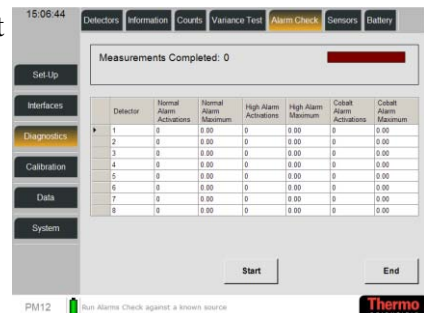 15:06:44
t
Detectors Information Counts Variance Test Alarm Check Sensors Battery
Measurements Completed: 0
Set-Up
Interfaces
Diagnostics
Calibration
Data
System
Detector Normal Alarm Activations Normal Alarm Maximum High Alarm Activations High Alarm Maximum Cobalt Alarm Activations Cobalt Alarm Maximum
1 0 0.00 0 0.00 0 0.00
2 0 0.00 0 0.00 0 0.00
3 0 0.00 0 0.00 0 0.00
4 0 0.00 0 0.00 0 0.00
5 0 0.00 0 0.00 0 0.00
6 0 0.00 0 0.00 0 0.00
7 0 0.00 0 0.00 0 0.00
8 0 0.00 0 0.00 0 0.00
Start End
PM12 Run Alarms Check against a known source Thermo